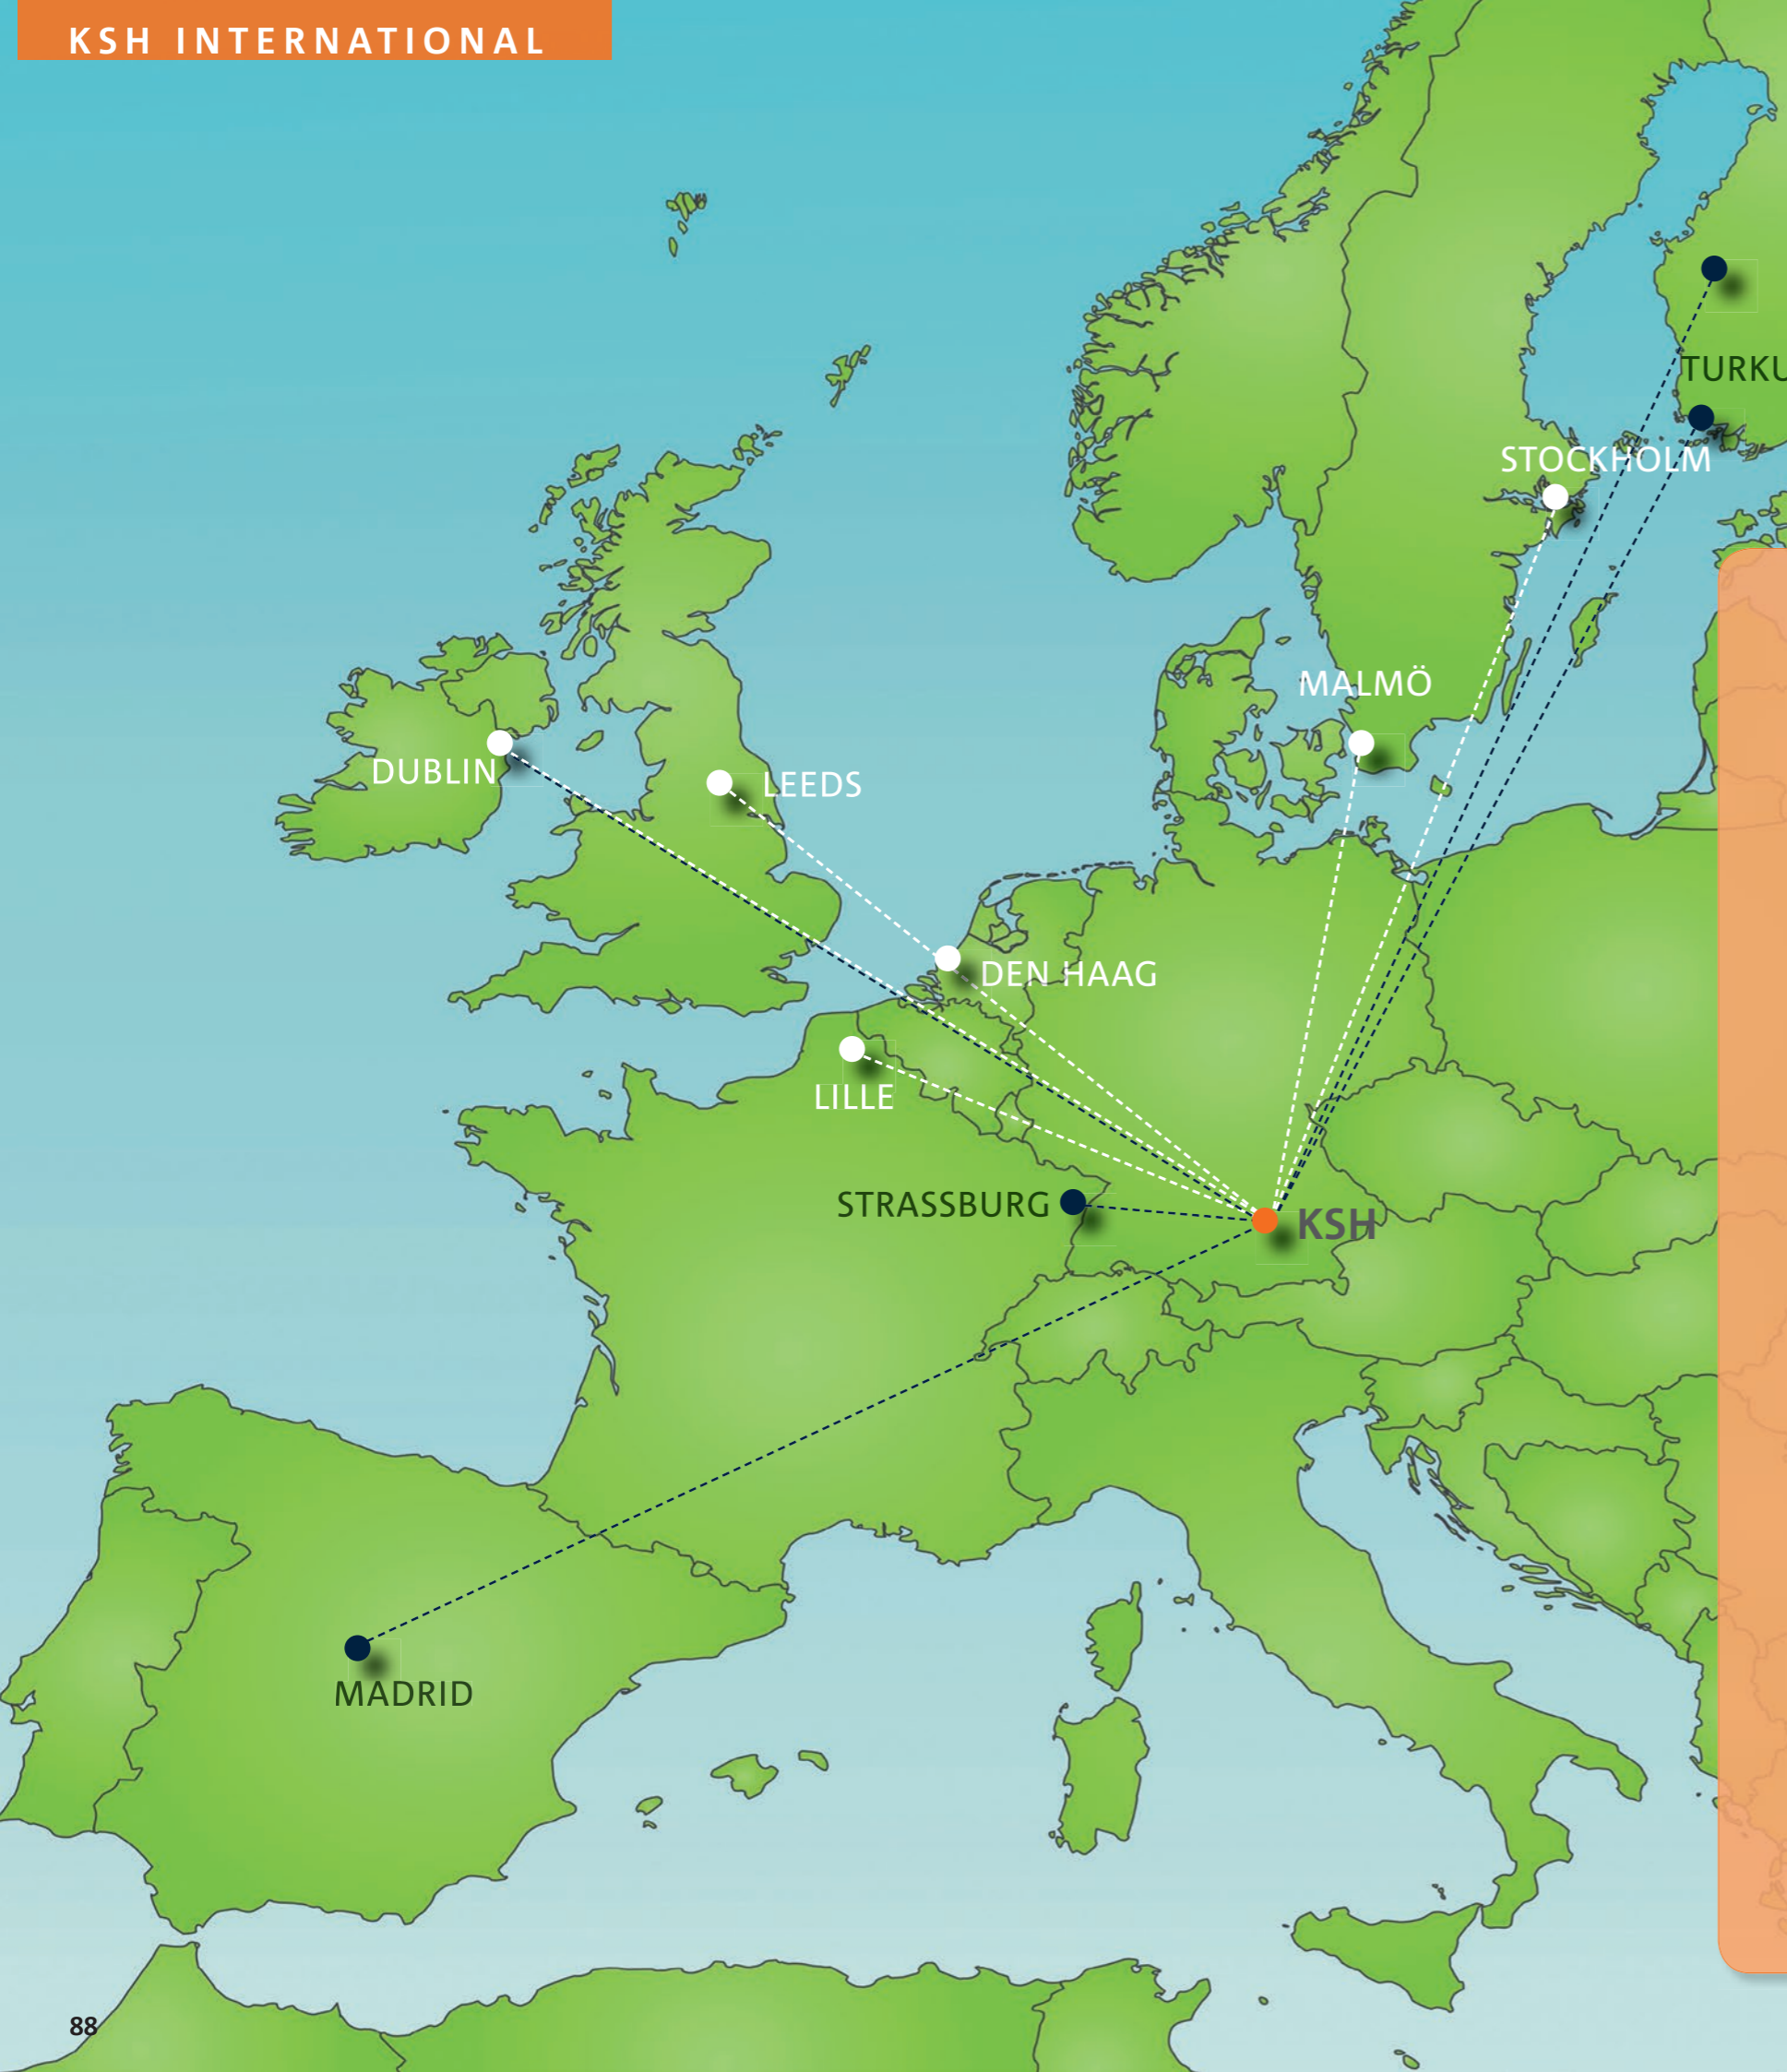 KSH INTERNATIONAL
TURKU
STOCKHOLM
MALMÖ
DUBLIN
LEEDS
DEN HAAG
LILLE
STRASSBURG
KSH
MADRID
88